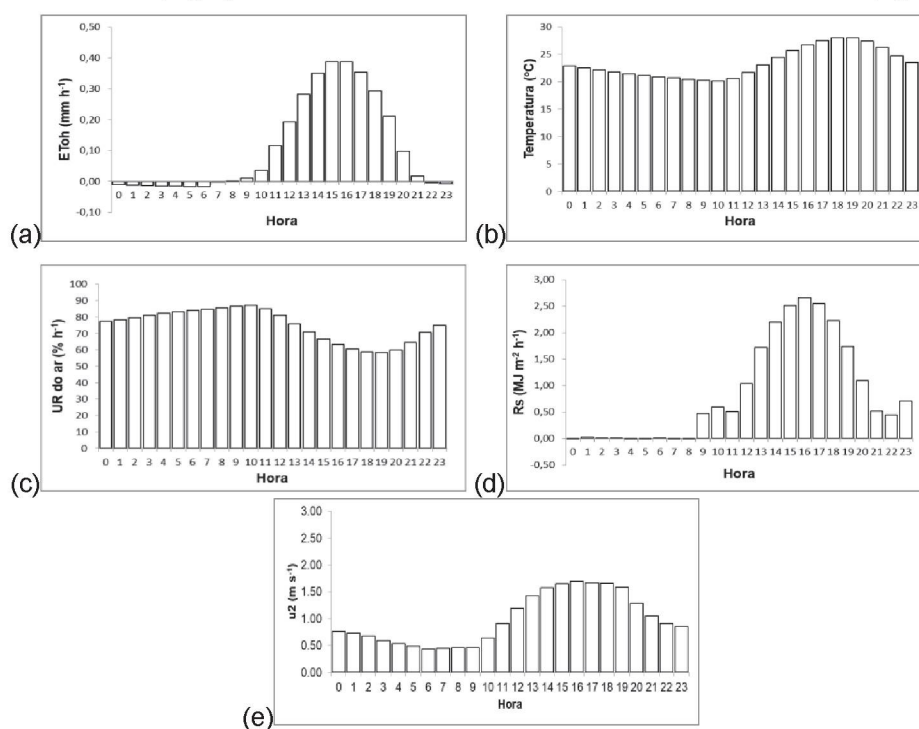 0,50
0,40
0,30
0,20
0,10
0,00
-0,10
EToh (mm h⁻¹)
0 1 2 3 4 5 6 7 8 9 10 11 12 13 14 15 16 17 18 19 20 21 22 23
Hora
(a)
30
25
20
15
10
5
0
Temperatura (°C)
0 1 2 3 4 5 6 7 8 9 10 11 12 13 14 15 16 17 18 19 20 21 22 23
Hora
(b)
100
90
80
70
60
50
40
30
20
10
0
UR do ar (% h⁻¹)
0 1 2 3 4 5 6 7 8 9 10 11 12 13 14 15 16 17 18 19 20 21 22 23
Hora
(c)
3,00
2,50
2,00
1,50
1,00
0,50
0,00
-0,50
Rs (MJ m⁻² h⁻¹)
0 1 2 3 4 5 6 7 8 9 10 11 12 13 14 15 16 17 18 19 20 21 22 23
Hora
(d)
3.00
2.50
2.00
1.50
1.00
0.50
0.00
u2 (m s⁻¹)
0 1 2 3 4 5 6 7 8 9 10 11 12 13 14 15 16 17 18 19 20 21 22 23
Hora
(e)